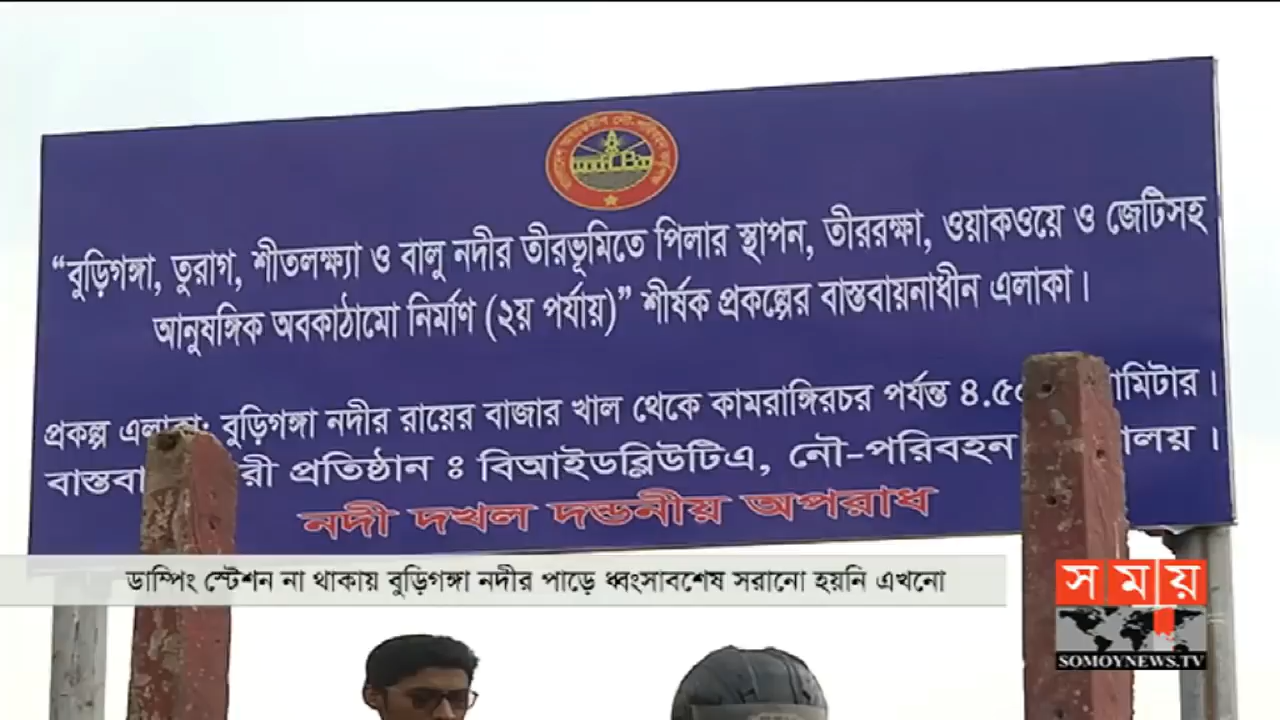 “বুড়িগঙ্গা, তুরাগ, শীতলক্ষ্যা ও বালু নদীর তীরভূমিতে পিলার স্থাপন, তীররক্ষা, ওয়াকওয়ে ও জেটিসহ
আনুষঙ্গিক অবকাঠামো নির্মাণ (২য় পর্যায়)” শীর্ষক প্রকল্পের বাস্তবায়নাধীন এলাকা।
প্রকল্প এলাকা: বুড়িগঙ্গা নদীর রায়ের বাজার খাল থেকে কামরাঙ্গিরচর পর্যন্ত
প্রতিষ্ঠান ঃ বিআইডব্লিউটিএ, নৌ-পরিবহন
নদী দখল দন্ডনীয় অপরাধ
ডাম্পিং স্টেশন না থাকায় বুড়িগঙ্গা নদীর পাড়ে ধ্বংসাবশেষ সরানো হয়নি এখনো
সময়
SOMOYNEWS.TV